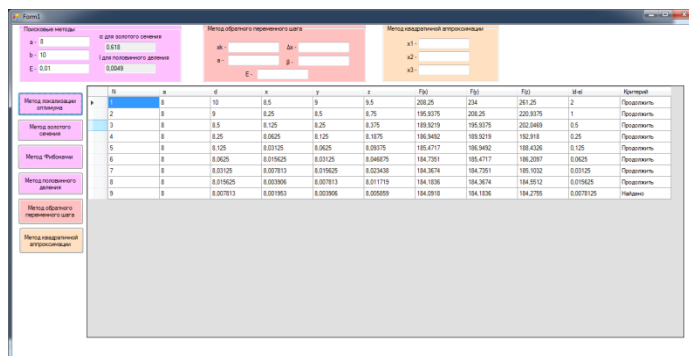 Form1
Поисковые методы
a - 8
b - 10
E - 0,01
α для золотого сечения
0.618
l для половинного деления
0.0049
Метод обратного переменного шага
xk -
Δx -
a -
E -
Метод квадратичной аппроксимации
x1 -
x2 -
x3 -
Метод локализации оптимума
Метод золотого сечения
Метод Фибоначи
Метод половинного деления
Метод обратного переменного шага
Метод квадратичной аппроксимации
N a d x y z F(x) F(y) F(z) |d-a| Критерий
1 8 10 8,5 9 9,5 208,25 234 261,25 2 Продолжить
2 8 9 8,25 8,5 8,75 195,9375 208,25 220,9375 1 Продолжить
3 8 8,5 8,125 8,25 8,375 189,9219 195,9375 202,0469 0,5 Продолжить
4 8 8,25 8,0625 8,125 8,1875 186,9492 189,9219 192,918 0,25 Продолжить
5 8 8,125 8,03125 8,0625 8,09375 185,4717 186,9492 188,4326 0,125 Продолжить
6 8 8,0625 8,015625 8,03125 8,046875 184,7351 185,4717 186,2097 0,0625 Продолжить
7 8 8,03125 8,007813 8,015625 8,023438 184,3674 184,7351 185,1032 0,03125 Продолжить
8 8 8,015625 8,003906 8,007813 8,011719 184,1836 184,3674 184,5512 0,015625 Продолжить
9 8 8,007813 8,001953 8,003906 8,005859 184,0918 184,1836 184,2755 0,0078125 Найдено